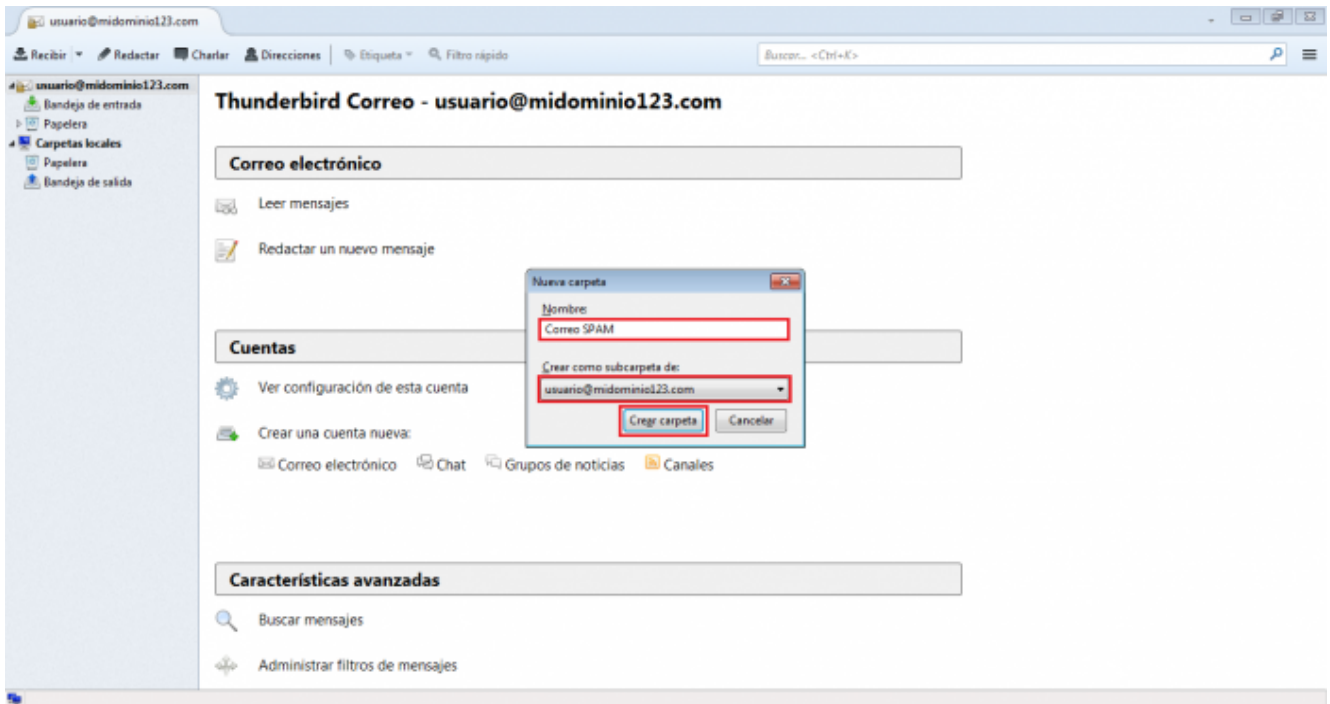 usuario@midominio123.com
Recibir Redactar Charlar Direcciones Etiqueta Filtro rápido Buscar... <Ctrl+K>
usuario@midominio123.com
Bandeja de entrada
Papelera
Carpetas locales
Papelera
Bandeja de salida
Thunderbird Correo - usuario@midominio123.com
Correo electrónico
Leer mensajes
Redactar un nuevo mensaje
Cuentas
Ver configuración de esta cuenta
Crear una cuenta nueva:
Correo electrónico Chat Grupos de noticias Canales
Características avanzadas
Buscar mensajes
Administrar filtros de mensajes
Nueva carpeta
Nombre:
Correo SPAM
Crear como subcarpeta de:
usuario@midominio123.com
Crear carpeta Cancelar